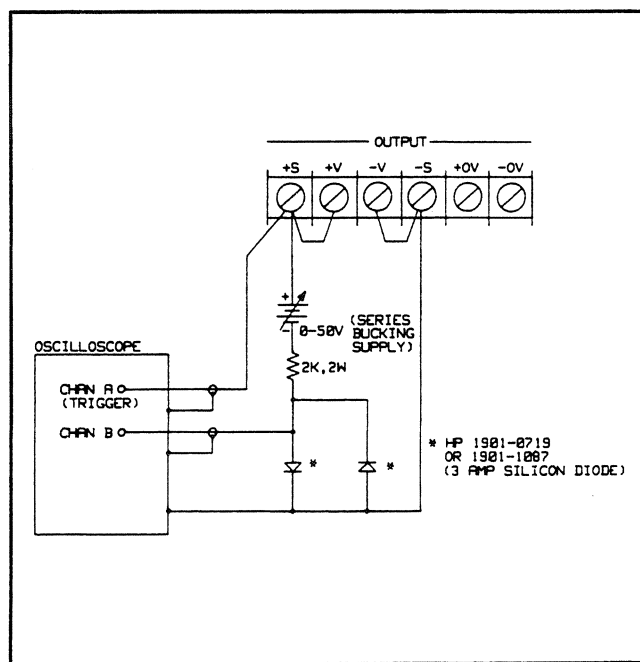 OUTPUT
+S +V -V -S +OV -OV
+
- 0-50V (SERIES
BUCKING
SUPPLY)
OSCILLOSCOPE
2K,2W
CHAN A
(TRIGGER)
CHAN B
* HP 1901-0719
OR 1901-1087
(3 AMP SILICON DIODE)
* *